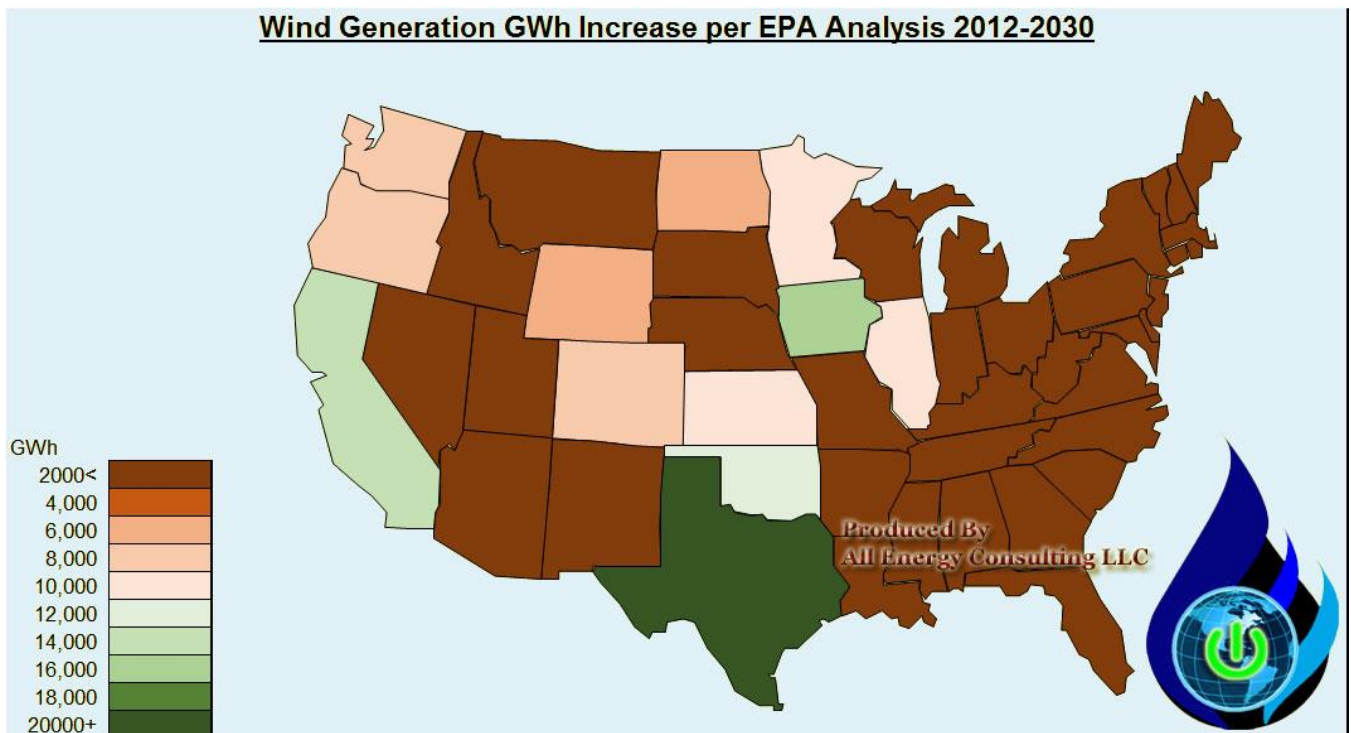 Wind Generation GWh Increase per EPA Analysis 2012-2030
GWh
2000<
4,000
6,000
8,000
10,000
12,000
14,000
16,000
18,000
20000+
Produced By
All Energy Consulting LLC